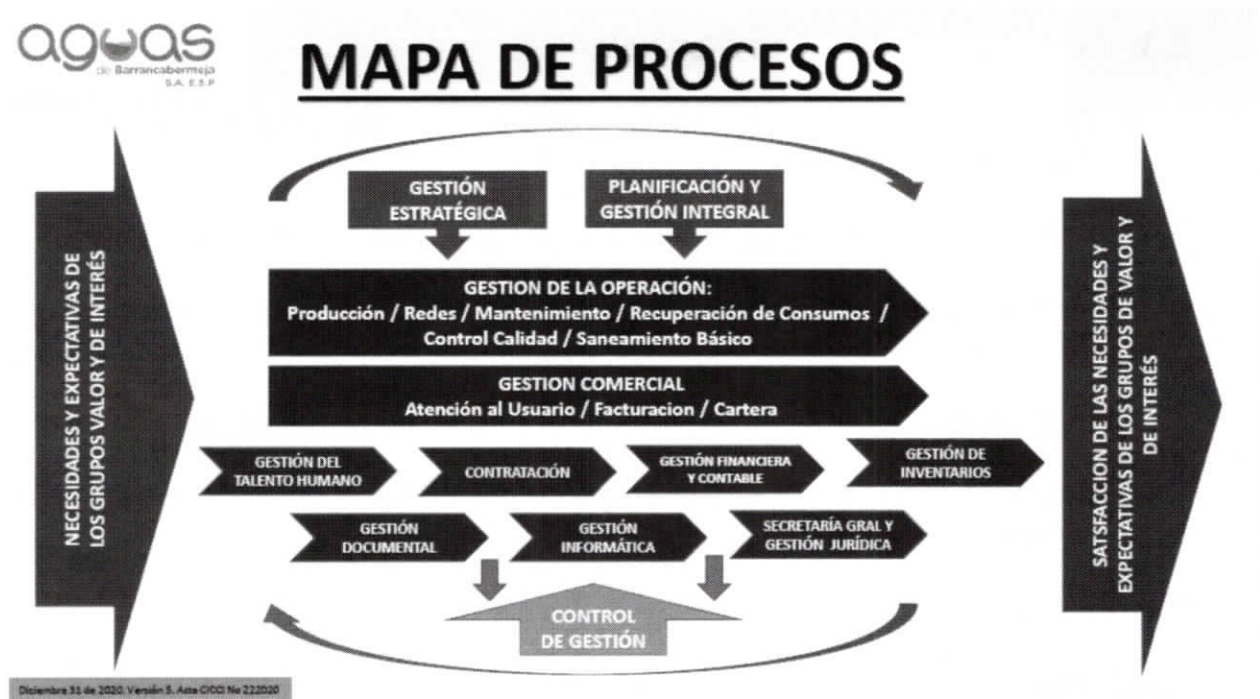 aguas
de Barrancabermeja
S.A. E.S.P
MAPA DE PROCESOS
NECESIDADES Y EXPECTATIVAS DE
LOS GRUPOS VALOR Y DE INTERÉS
GESTIÓN
ESTRATÉGICA
PLANIFICACIÓN Y
GESTIÓN INTEGRAL
GESTION DE LA OPERACIÓN:
Producción / Redes / Mantenimiento / Recuperación de Consumos /
Control Calidad / Saneamiento Básico
GESTION COMERCIAL
Atención al Usuario / Facturacion / Cartera
GESTIÓN DEL
TALENTO HUMANO
CONTRATACIÓN
GESTIÓN FINANCIERA
Y CONTABLE
GESTIÓN DE
INVENTARIOS
GESTIÓN
DOCUMENTAL
GESTIÓN
INFORMÁTICA
SECRETARÍA GRAL Y
GESTIÓN JURÍDICA
CONTROL
DE GESTIÓN
SATSFACCION DE LAS NECESIDADES Y
EXPECTATIVAS DE LOS GRUPOS DE VALOR Y
DE INTERÉS
Diciembre 31 de 2020. Versión 5. Acta CICCI No 222020